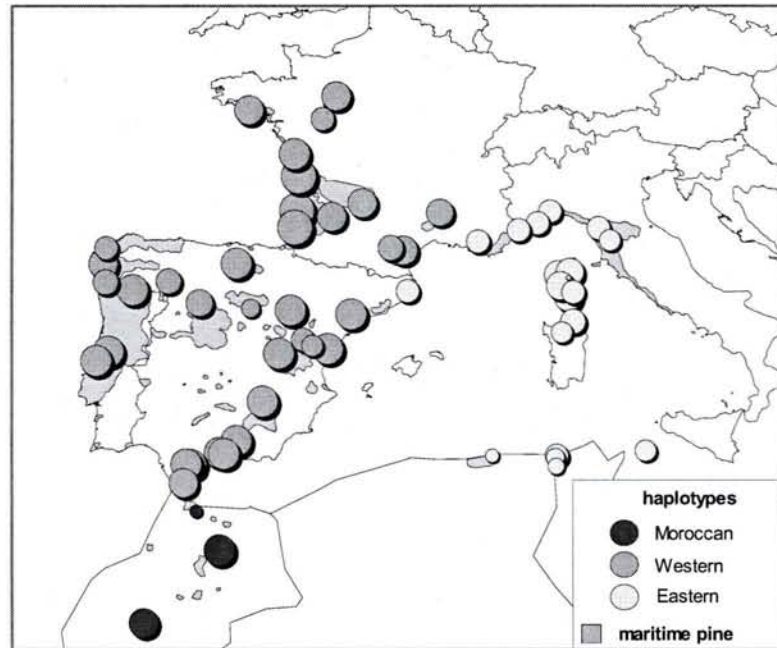 haplotypes
Moroccan
Western
Eastern
maritime pine